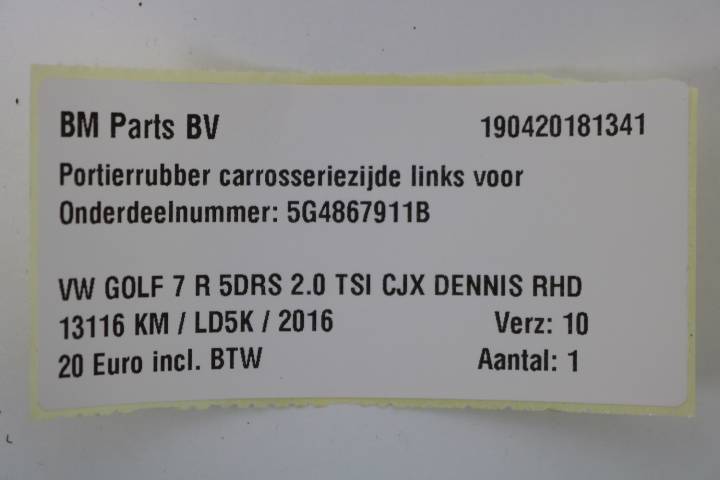 BM Parts BV 190420181341
Portierrubber carrosseriezijde links voor
Onderdeelnummer: 5G4867911B
VW GOLF 7 R 5DRS 2.0 TSI CJX DENNIS RHD
13116 KM / LD5K / 2016 Verz: 10
20 Euro incl. BTW Aantal: 1